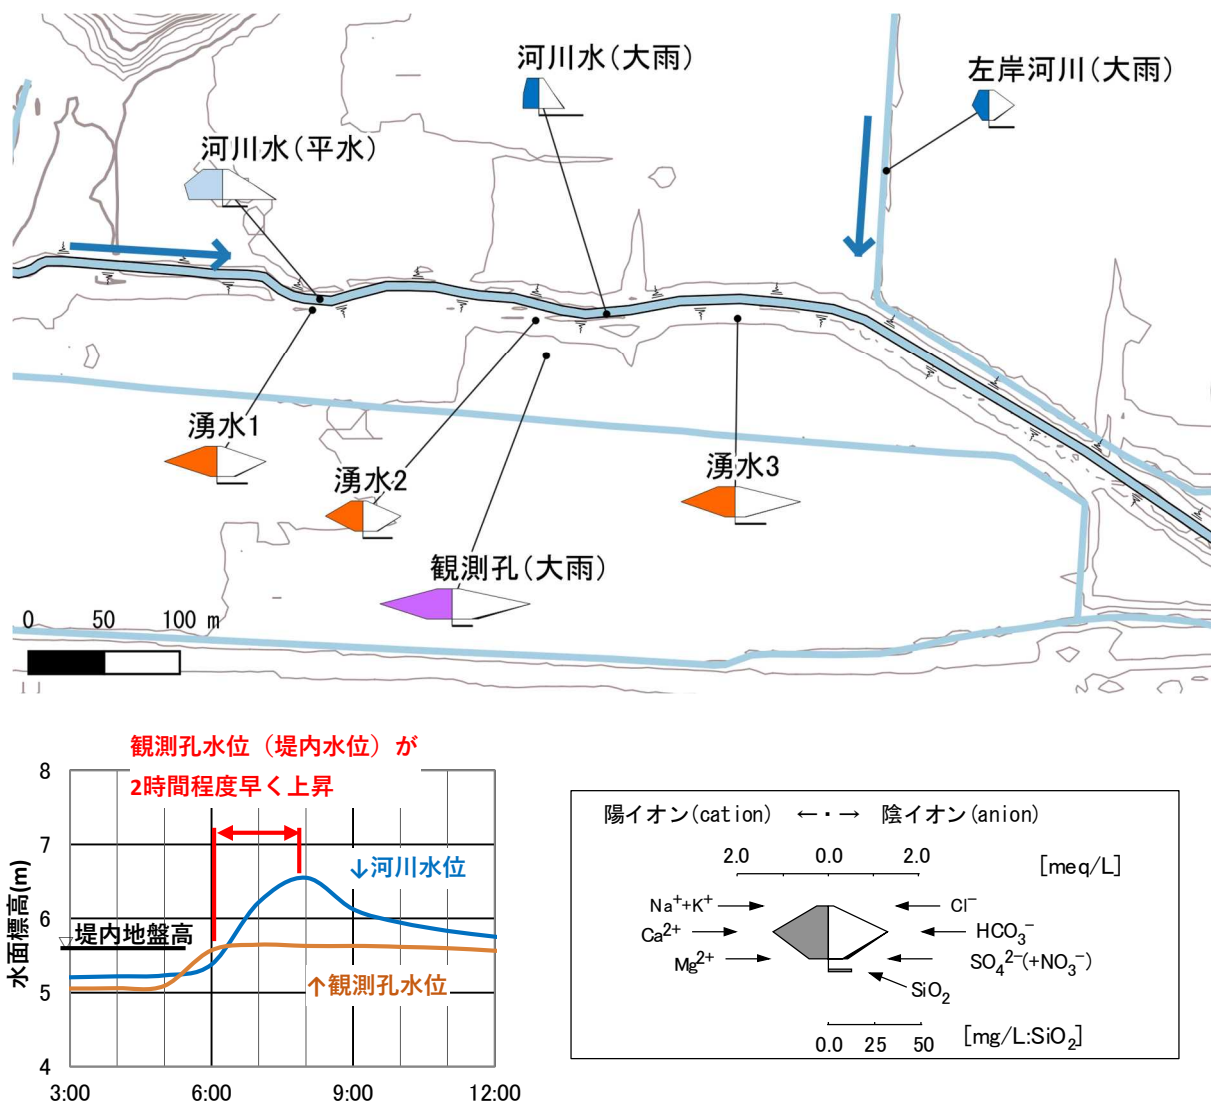 河川水(大雨)
左岸河川(大雨)
河川水(平水)
湧水1
湧水2
湧水3
観測孔(大雨)
0 50 100 m
観測孔水位（堤内水位）が
2時間程度早く上昇
8
7
6
5
4
水面標高(m)
↓河川水位
堤内地盤高
↑観測孔水位
3:00 6:00 9:00 12:00
陽イオン(cation) ←・→ 陰イオン(anion)
2.0 0.0 2.0 [meq/L]
Na⁺+K⁺ Cl⁻
Ca²⁺ HCO₃⁻
Mg²⁺ SO₄²⁻(+NO₃⁻)
SiO₂
0.0 25 50 [mg/L:SiO₂]